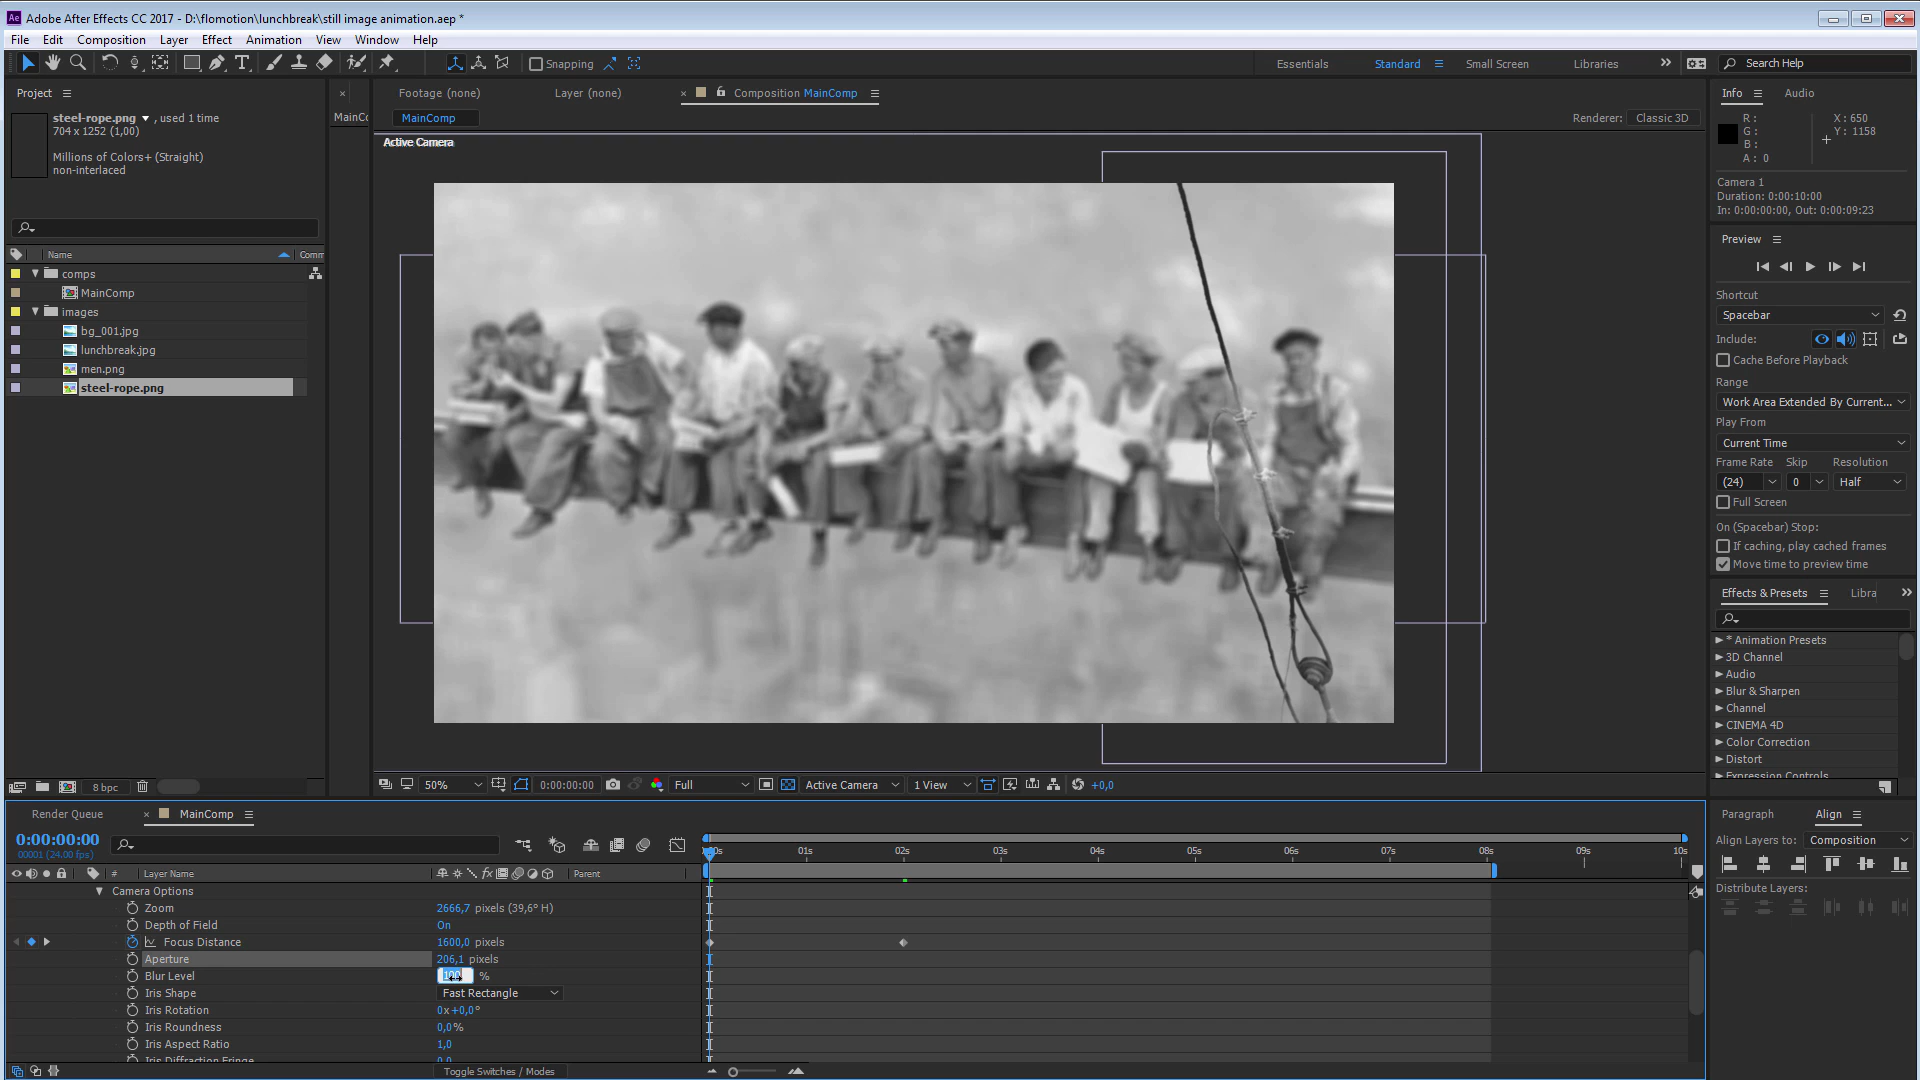 Adobe After Effects CC 2017 - D:\flomotion\lunchbreak\still image animation.aep *
File Edit Composition Layer Effect Animation View Window Help
Snapping
Essentials Standard Small Screen Libraries
Search Help
Project
steel-rope.png , used 1 time
704 x 1252 (1,00)
Millions of Colors+ (Straight)
non-interlaced
Name Comm
comps
MainComp
images
bg_001.jpg
lunchbreak.jpg
men.png
steel-rope.png
8 bpc
MainCo
Footage (none) Layer (none) Composition MainComp
MainComp
Renderer: Classic 3D
Active Camera
50% 0:00:00:00 Full Active Camera 1 View +0,0
Info Audio
R : X : 650
G : Y : 1158
B :
A : 0
Camera 1
Duration: 0:00:10:00
In: 0:00:00:00, Out: 0:00:09:23
Preview
Shortcut
Spacebar
Include:
Cache Before Playback
Range
Work Area Extended By Current...
Play From
Current Time
Frame Rate Skip Resolution
(24) 0 Half
Full Screen
On (Spacebar) Stop:
If caching, play cached frames
Move time to preview time
Effects & Presets Libra
* Animation Presets
3D Channel
Audio
Blur & Sharpen
Channel
CINEMA 4D
Color Correction
Distort
Expression Controls
Paragraph Align
Align Layers to: Composition
Distribute Layers:
Render Queue MainComp
0:00:00:00
00001 (24.00 fps)
# Layer Name Parent
01s 02s 03s 04s 05s 06s 07s 08s 09s 10s
Camera Options
Zoom 2666,7 pixels (39,6° H)
Depth of Field On
Focus Distance 1600,0 pixels
Aperture 206,1 pixels
Blur Level 100 %
Iris Shape Fast Rectangle
Iris Rotation 0x+0,0°
Iris Roundness 0,0%
Iris Aspect Ratio 1,0
Iris Diffraction Fringe 0,0
Toggle Switches / Modes